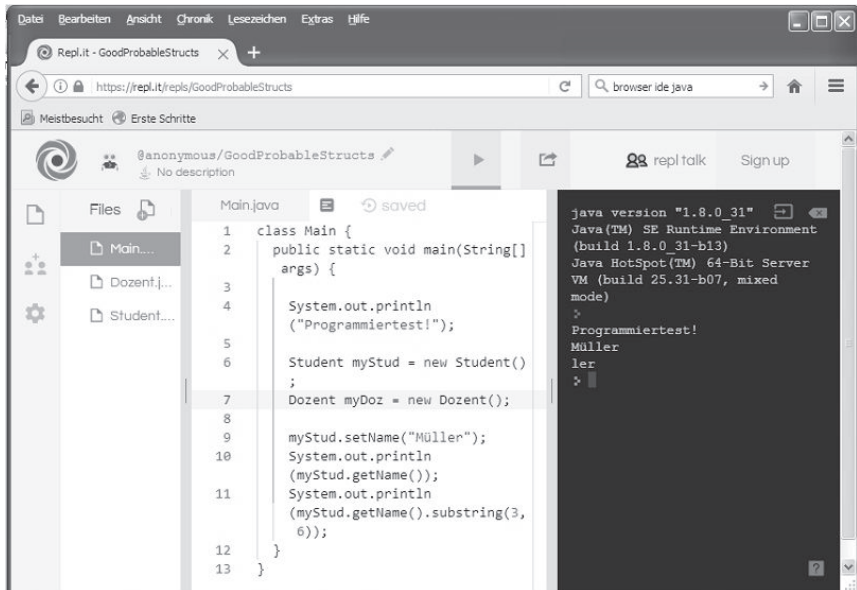 Datei Bearbeiten Ansicht Chronik Lesezeichen Extras Hilfe
Repl.it - GoodProbableStructs
https://repl.it/repls/GoodProbableStructs
browser ide java
Meistbesucht Erste Schritte
@anonymous/GoodProbableStructs
No description
repl talk Sign up
Files
Main....
Dozent.j...
Student....
Main.java saved
1 class Main {
2 public static void main(String[]
args) {
3
4 System.out.println
("Programmiertest!");
5
6 Student myStud = new Student()
;
7 Dozent myDoz = new Dozent();
8
9 myStud.setName("Müller");
10 System.out.println
(myStud.getName());
11 System.out.println
(myStud.getName().substring(3,
6));
12 }
13 }
java version "1.8.0_31"
Java(TM) SE Runtime Environment
(build 1.8.0_31-b13)
Java HotSpot(TM) 64-Bit Server
VM (build 25.31-b07, mixed
mode)
>
Programmiertest!
Müller
ler
>
?